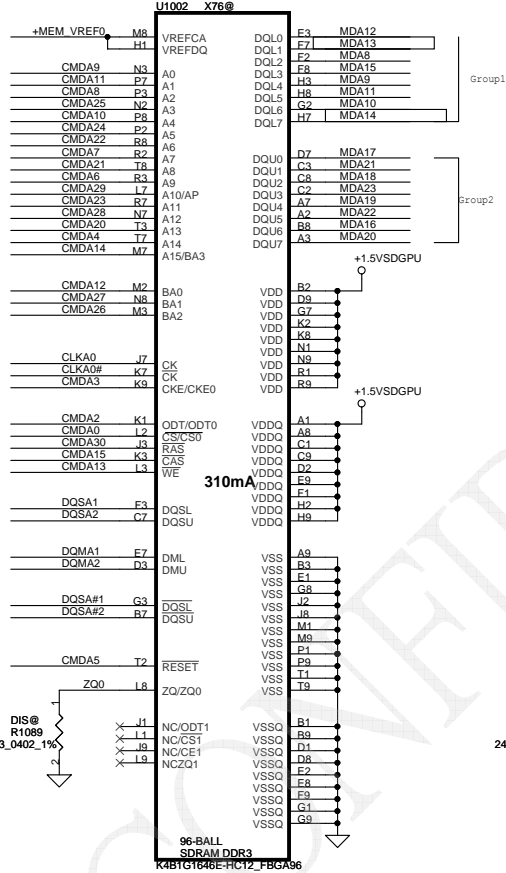 U1002 X76@
+MEM_VREF0 M8 VREFCA DQL0 E3 MDA12
H1 VREFDQ DQL1 F7 MDA13
DQL2 F2 MDA8
CMDA9 N3 A0 DQL3 F8 MDA15
CMDA11 P7 A1 DQL4 H3 MDA9 Group1
CMDA8 P3 A2 DQL5 H8 MDA11
CMDA25 N2 A3 DQL6 G2 MDA10
CMDA10 P8 A4 DQL7 H7 MDA14
CMDA24 P2 A5
CMDA22 R8 A6
CMDA7 R2 A7 DQU0 D7 MDA17
CMDA21 T8 A8 DQU1 C3 MDA21
CMDA6 R3 A9 DQU2 C8 MDA18
CMDA29 L7 A10/AP DQU3 C2 MDA23
CMDA23 R7 A11 DQU4 A7 MDA19 Group2
CMDA28 N7 A12 DQU5 A2 MDA22
CMDA20 T3 A13 DQU6 B8 MDA16
CMDA4 T7 A14 DQU7 A3 MDA20
CMDA14 M7 A15/BA3
+1.5VSDGPU
CMDA12 M2 BA0 VDD B2
CMDA27 N8 BA1 VDD D9
CMDA26 M3 BA2 VDD G7
VDD K2
VDD K8
VDD N1
CLKA0 J7 CK VDD N9
CLKA0# K7 CK VDD R1
CMDA3 K9 CKE/CKE0 VDD R9
+1.5VSDGPU
CMDA2 K1 ODT/ODT0 VDDQ A1
CMDA0 L2 CS/CS0 VDDQ A8
CMDA30 J3 RAS VDDQ C1
CMDA15 K3 CAS VDDQ C9
CMDA13 L3 WE VDDQ D2
310mA VDDQ E9
VDDQ F1
DQSA1 F3 DQSL VDDQ H2
DQSA2 C7 DQSU VDDQ H9
DQMA1 E7 DML VSS A9
DQMA2 D3 DMU VSS B3
VSS E1
VSS G8
DQSA#1 G3 DQSL VSS J2
DQSA#2 B7 DQSU VSS J8
VSS M1
VSS M9
VSS P1
CMDA5 T2 RESET VSS P9
VSS T1
ZQ0 L8 ZQ/ZQ0 VSS T9
1
DIS@
R1089
3_0402_1%
2
J1 NC/ODT1 VSSQ B1
L1 NC/CS1 VSSQ B9
J9 NC/CE1 VSSQ D1
L9 NCZQ1 VSSQ D8
VSSQ E2
VSSQ E8
VSSQ F9
VSSQ G1
VSSQ G9
24
96-BALL
SDRAM DDR3
K4B1G1646E-HC12_FBGA96
CONFI